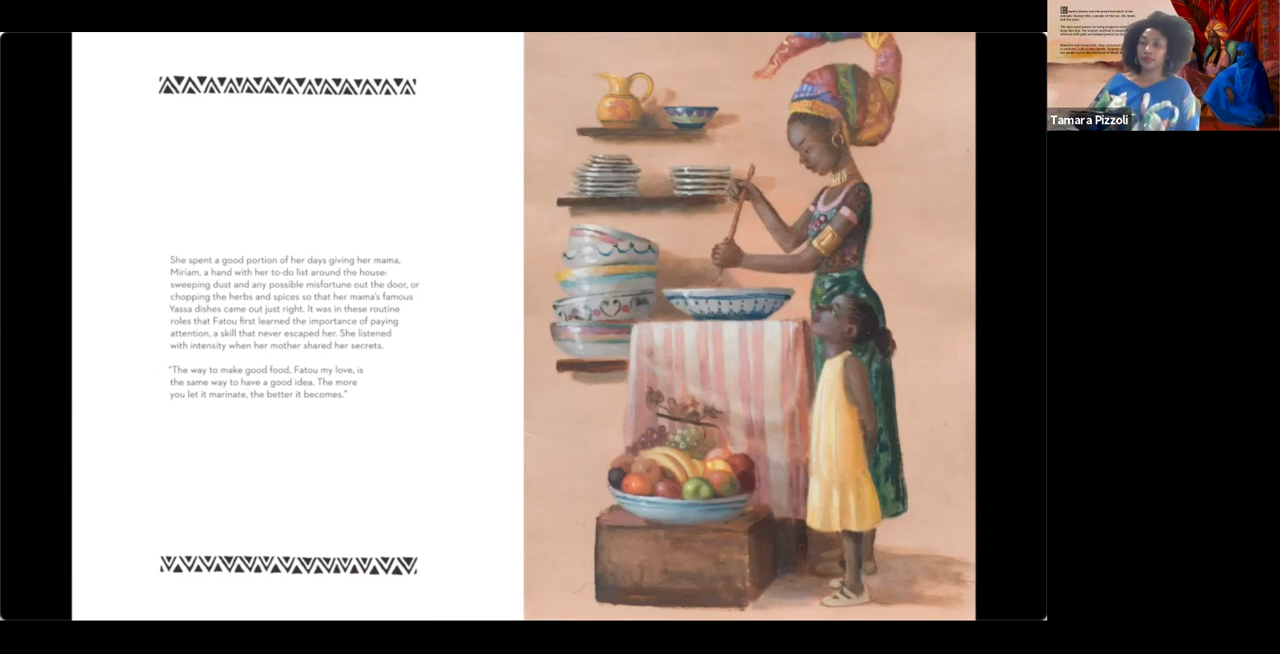 She spent a good portion of her days giving her mama,
Miriam, a hand with her to-do list around the house:
sweeping dust and any possible misfortune out the door, or
chopping the herbs and spices so that her mama's famous
Yassa dishes came out just right. It was in these routine
roles that Fatou first learned the importance of paying
attention, a skill that never escaped her. She listened
with intensity when her mother shared her secrets.
"The way to make good food, Fatou my love, is
the same way to have a good idea. The more
you let it marinate, the better it becomes."
Tamara Pizzoli